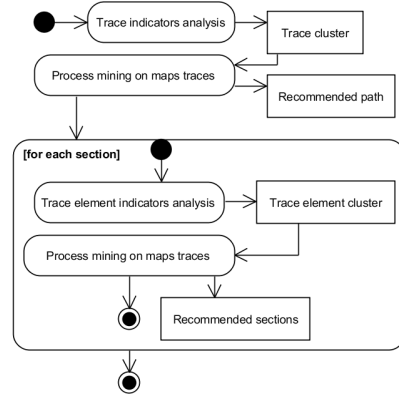 Trace indicators analysis
Trace cluster
Process mining on maps traces
Recommended path
[for each section]
Trace element indicators analysis
Trace element cluster
Process mining on maps traces
Recommended sections